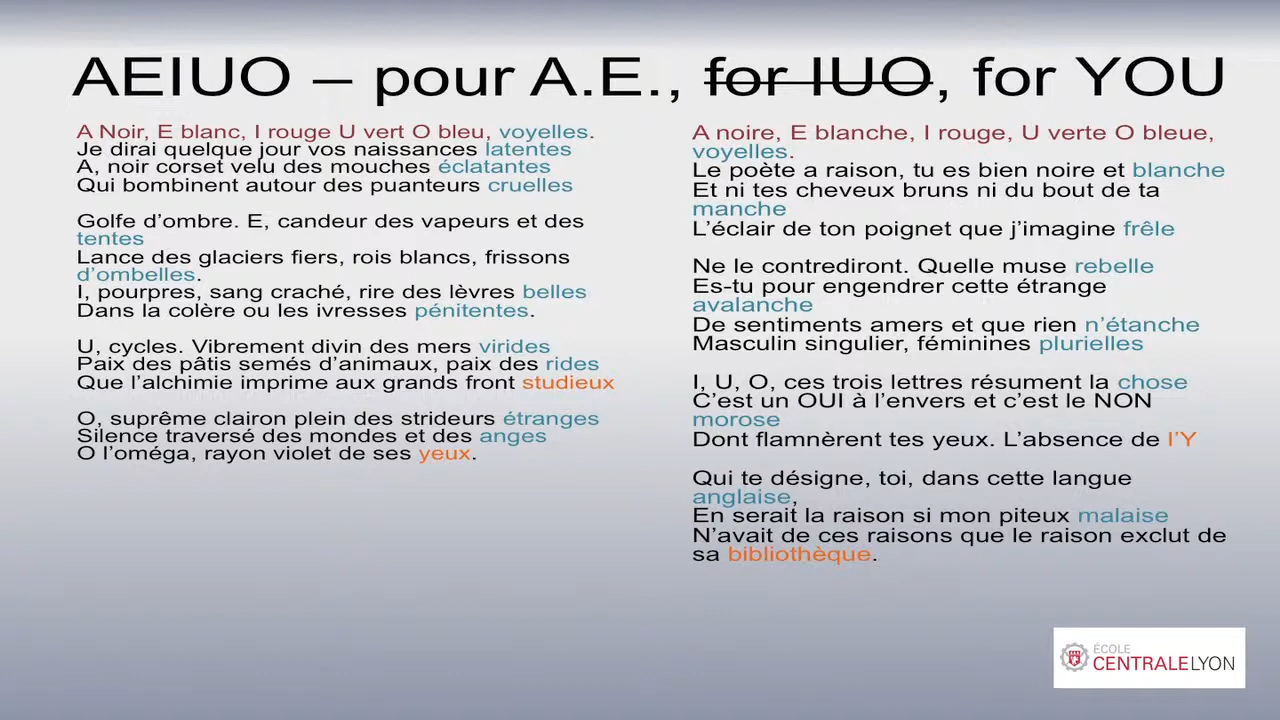 AEIUO – pour A.E., for IUO, for YOU
A Noir, E blanc, I rouge U vert O bleu, voyelles.
Je dirai quelque jour vos naissances latentes
A, noir corset velu des mouches éclatantes
Qui bombinent autour des puanteurs cruelles
Golfe d’ombre. E, candeur des vapeurs et des
tentes
Lance des glaciers fiers, rois blancs, frissons
d’ombelles.
I, pourpres, sang craché, rire des lèvres belles
Dans la colère ou les ivresses pénitentes.
U, cycles. Vibrement divin des mers virides
Paix des pâtis semés d’animaux, paix des rides
Que l’alchimie imprime aux grands front studieux
O, suprême clairon plein des strideurs étranges
Silence traversé des mondes et des anges
O l’oméga, rayon violet de ses yeux.
A noire, E blanche, I rouge, U verte O bleue,
voyelles.
Le poète a raison, tu es bien noire et blanche
Et ni tes cheveux bruns ni du bout de ta
manche
L’éclair de ton poignet que j’imagine frêle
Ne le contrediront. Quelle muse rebelle
Es-tu pour engendrer cette étrange
avalanche
De sentiments amers et que rien n’étanche
Masculin singulier, féminines plurielles
I, U, O, ces trois lettres résument la chose
C’est un OUI à l’envers et c’est le NON
morose
Dont flamnèrent tes yeux. L’absence de l’Y
Qui te désigne, toi, dans cette langue
anglaise,
En serait la raison si mon piteux malaise
N’avait de ces raisons que le raison exclut de
sa bibliothèque.
ÉCOLE
CENTRALELYON